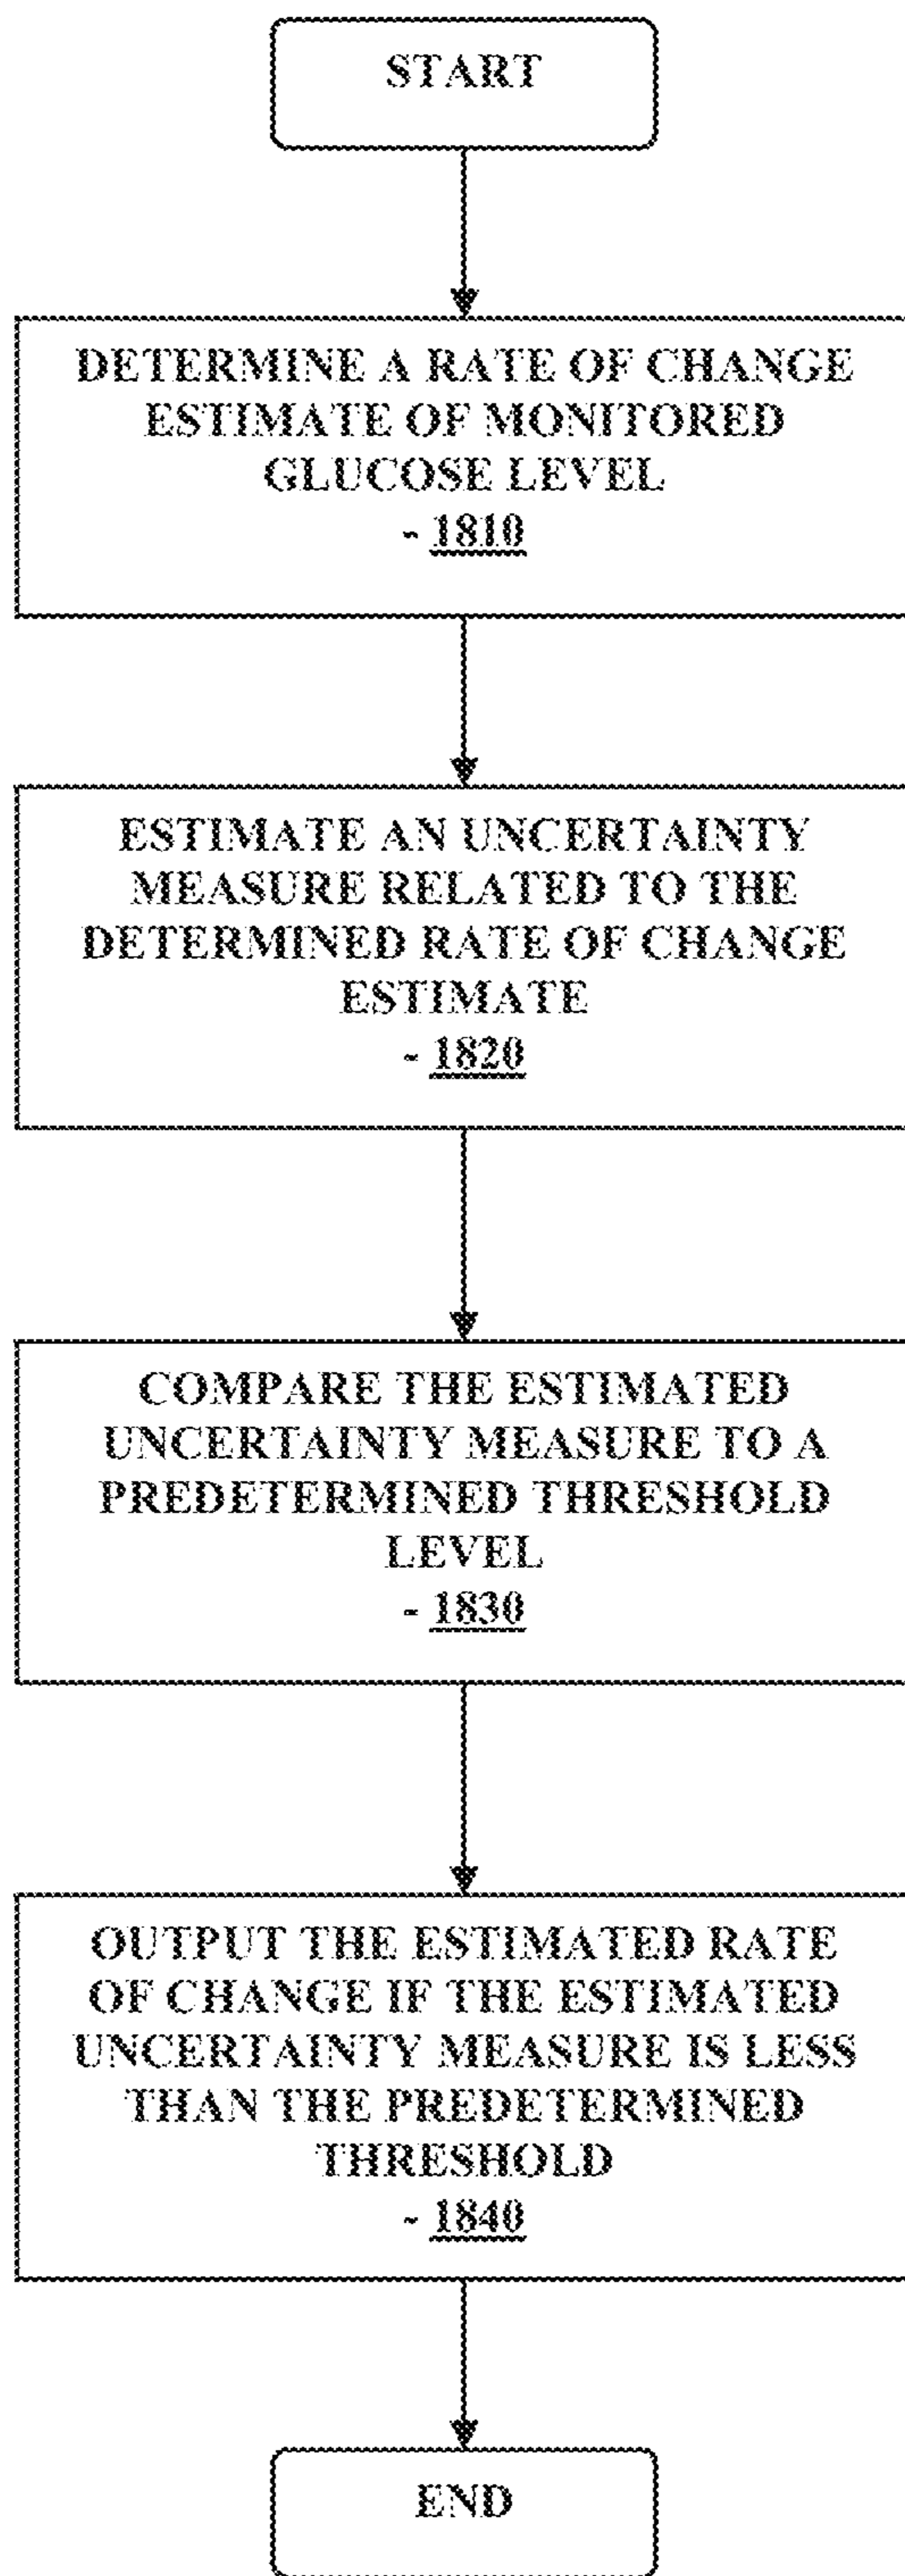 START
DETERMINE A RATE OF CHANGE
ESTIMATE OF MONITORED
GLUCOSE LEVEL
- 1810
ESTIMATE AN UNCERTAINTY
MEASURE RELATED TO THE
DETERMINED RATE OF CHANGE
ESTIMATE
- 1820
COMPARE THE ESTIMATED
UNCERTAINTY MEASURE TO A
PREDETERMINED THRESHOLD
LEVEL
- 1830
OUTPUT THE ESTIMATED RATE
OF CHANGE IF THE ESTIMATED
UNCERTAINTY MEASURE IS LESS
THAN THE PREDETERMINED
THRESHOLD
- 1840
END